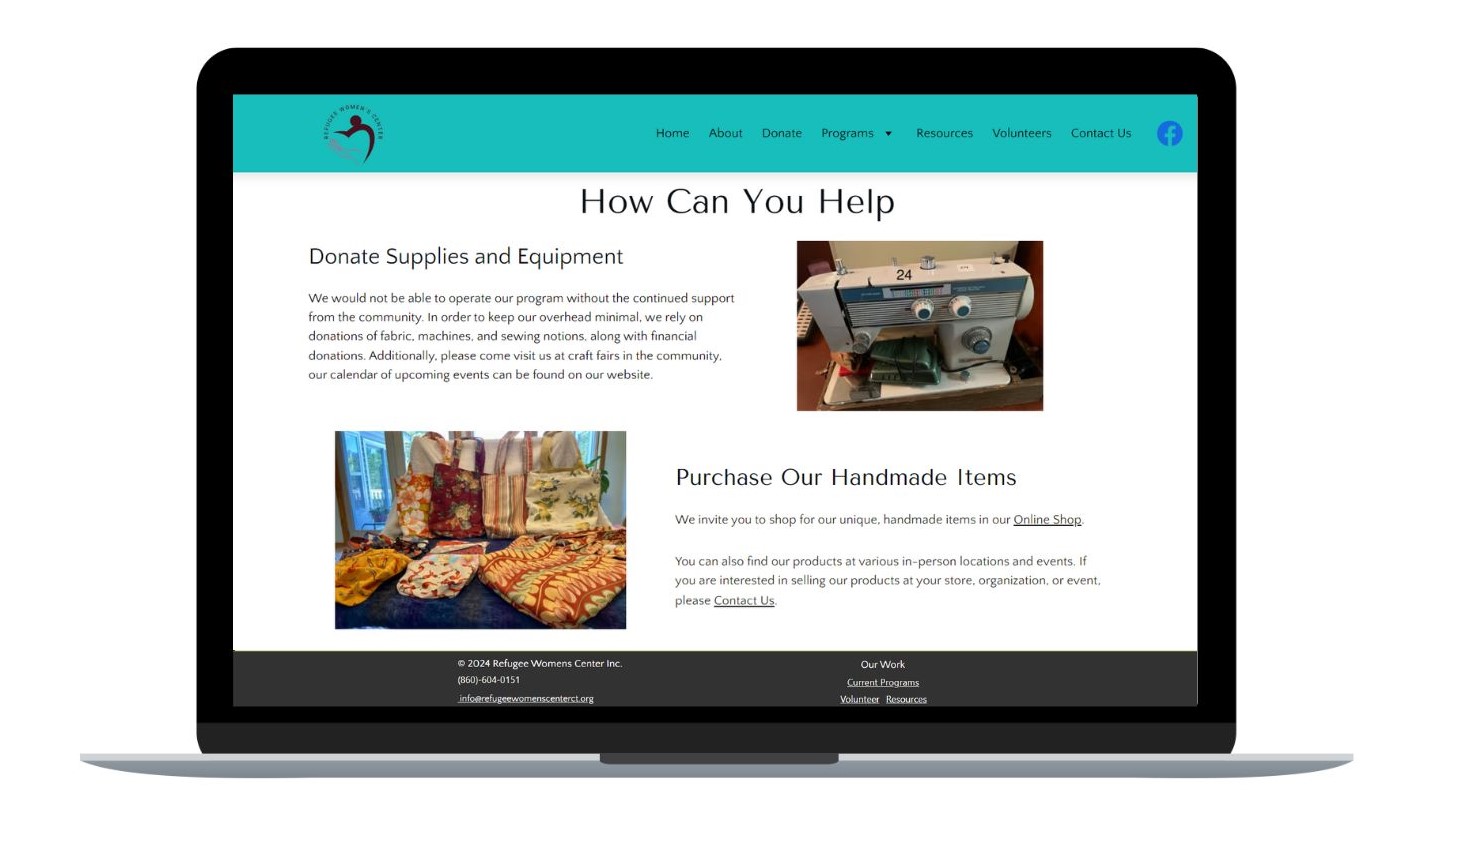 REFUGEE WOMEN'S CENTER
Home About Donate Programs Resources Volunteers Contact Us
How Can You Help
Donate Supplies and Equipment
We would not be able to operate our program without the continued support
from the community. In order to keep our overhead minimal, we rely on
donations of fabric, machines, and sewing notions, along with financial
donations. Additionally, please come visit us at craft fairs in the community,
our calendar of upcoming events can be found on our website.
24
Purchase Our Handmade Items
We invite you to shop for our unique, handmade items in our Online Shop.
You can also find our products at various in-person locations and events. If
you are interested in selling our products at your store, organization, or event,
please Contact Us.
© 2024 Refugee Womens Center Inc.
(860)-604-0151
info@refugeewomenscenterct.org
Our Work
Current Programs
Volunteer Resources